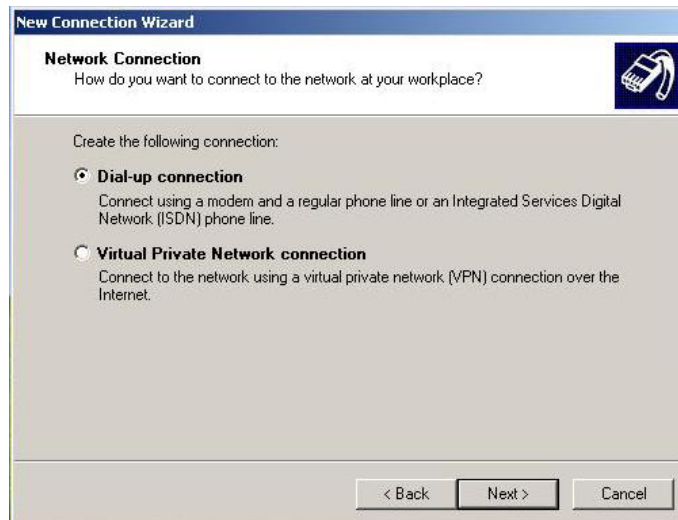 New Connection Wizard
Network Connection
How do you want to connect to the network at your workplace?
Create the following connection:
Dial-up connection
Connect using a modem and a regular phone line or an Integrated Services Digital
Network (ISDN) phone line.
Virtual Private Network connection
Connect to the network using a virtual private network (VPN) connection over the
Internet.
< Back
Next >
Cancel